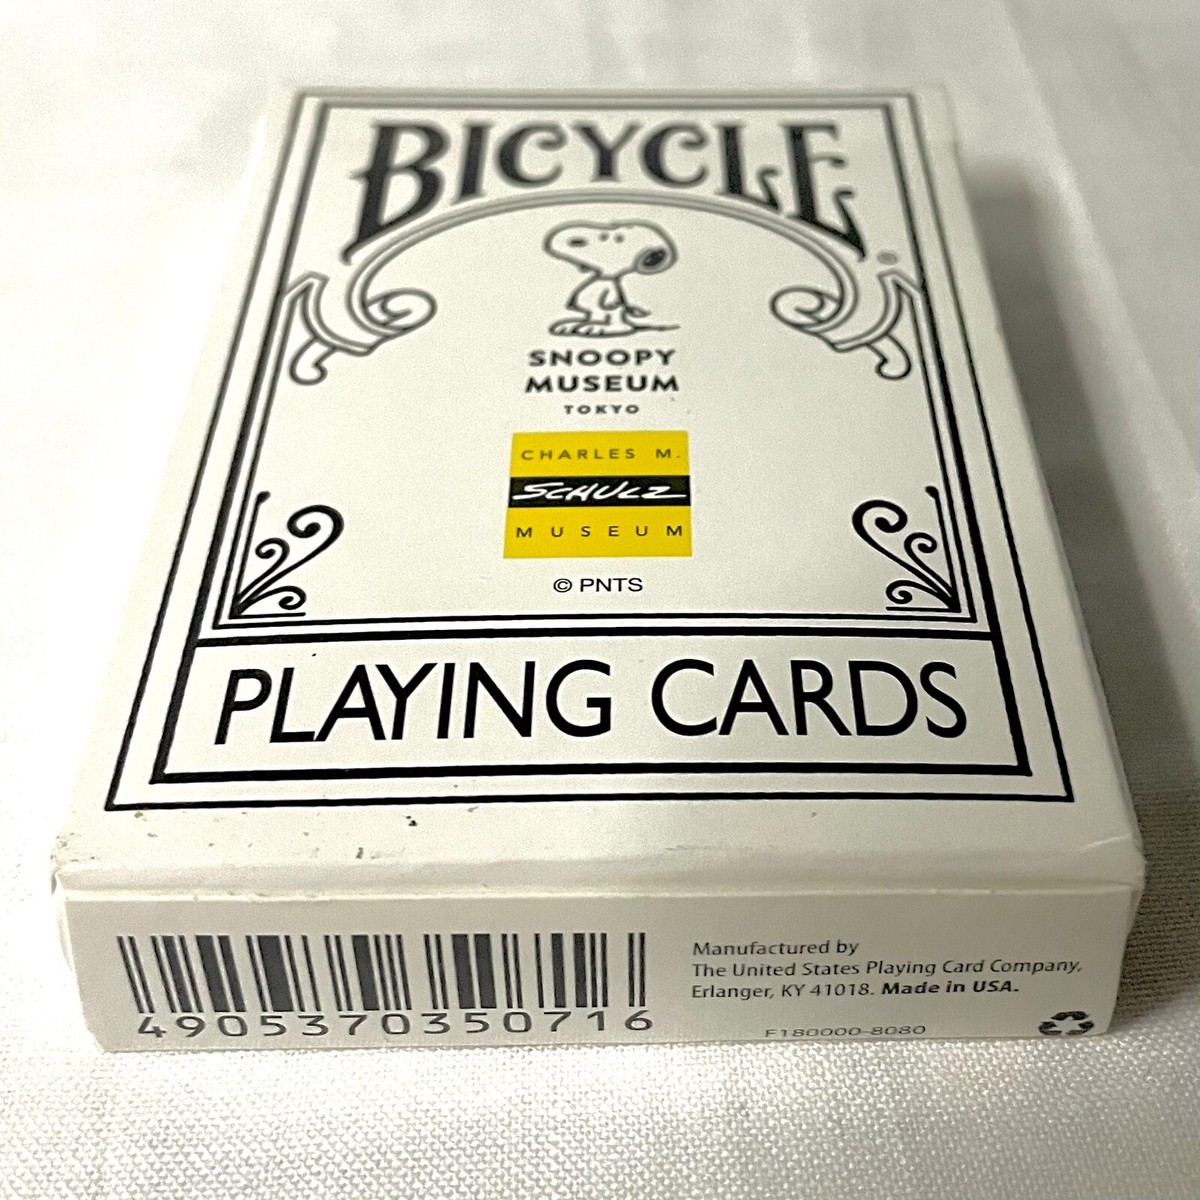 BICYCLE
®
SNOOPY
MUSEUM
TOKYO
CHARLES M.
SCHULZ
MUSEUM
© PNTS
PLAYING CARDS
4905370350716
Manufactured by
The United States Playing Card Company,
Erlanger, KY 41018. Made in USA.
F180000-8080